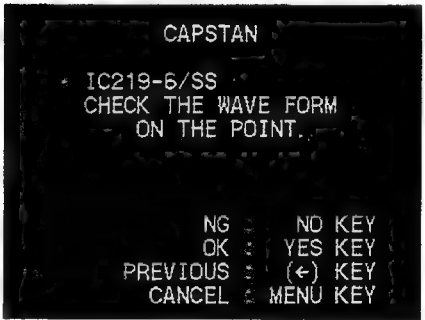 CAPSTAN
* IC219-6/SS
CHECK THE WAVE FORM
ON THE POINT.
NG : NO KEY
OK : YES KEY
PREVIOUS : (←) KEY
CANCEL : MENU KEY